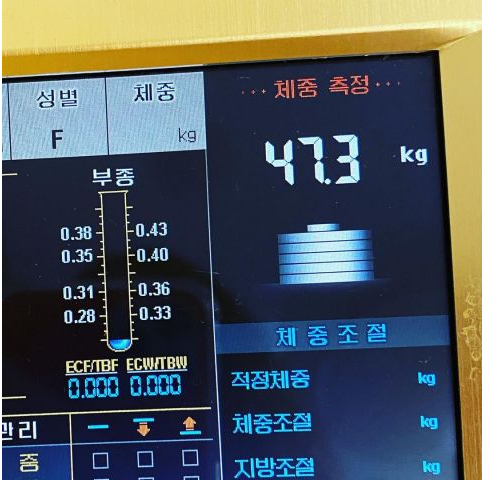 성별 체중
F kg
··· 체중 측정 ···
47.3 kg
부종
0.38 0.43
0.35 0.40
0.31 0.36
0.28 0.33
ECF/TBF ECW/TBW
0.000 0.000
체 중 조 절
적정체중 kg
관리
체중조절 kg
지방조절 kg